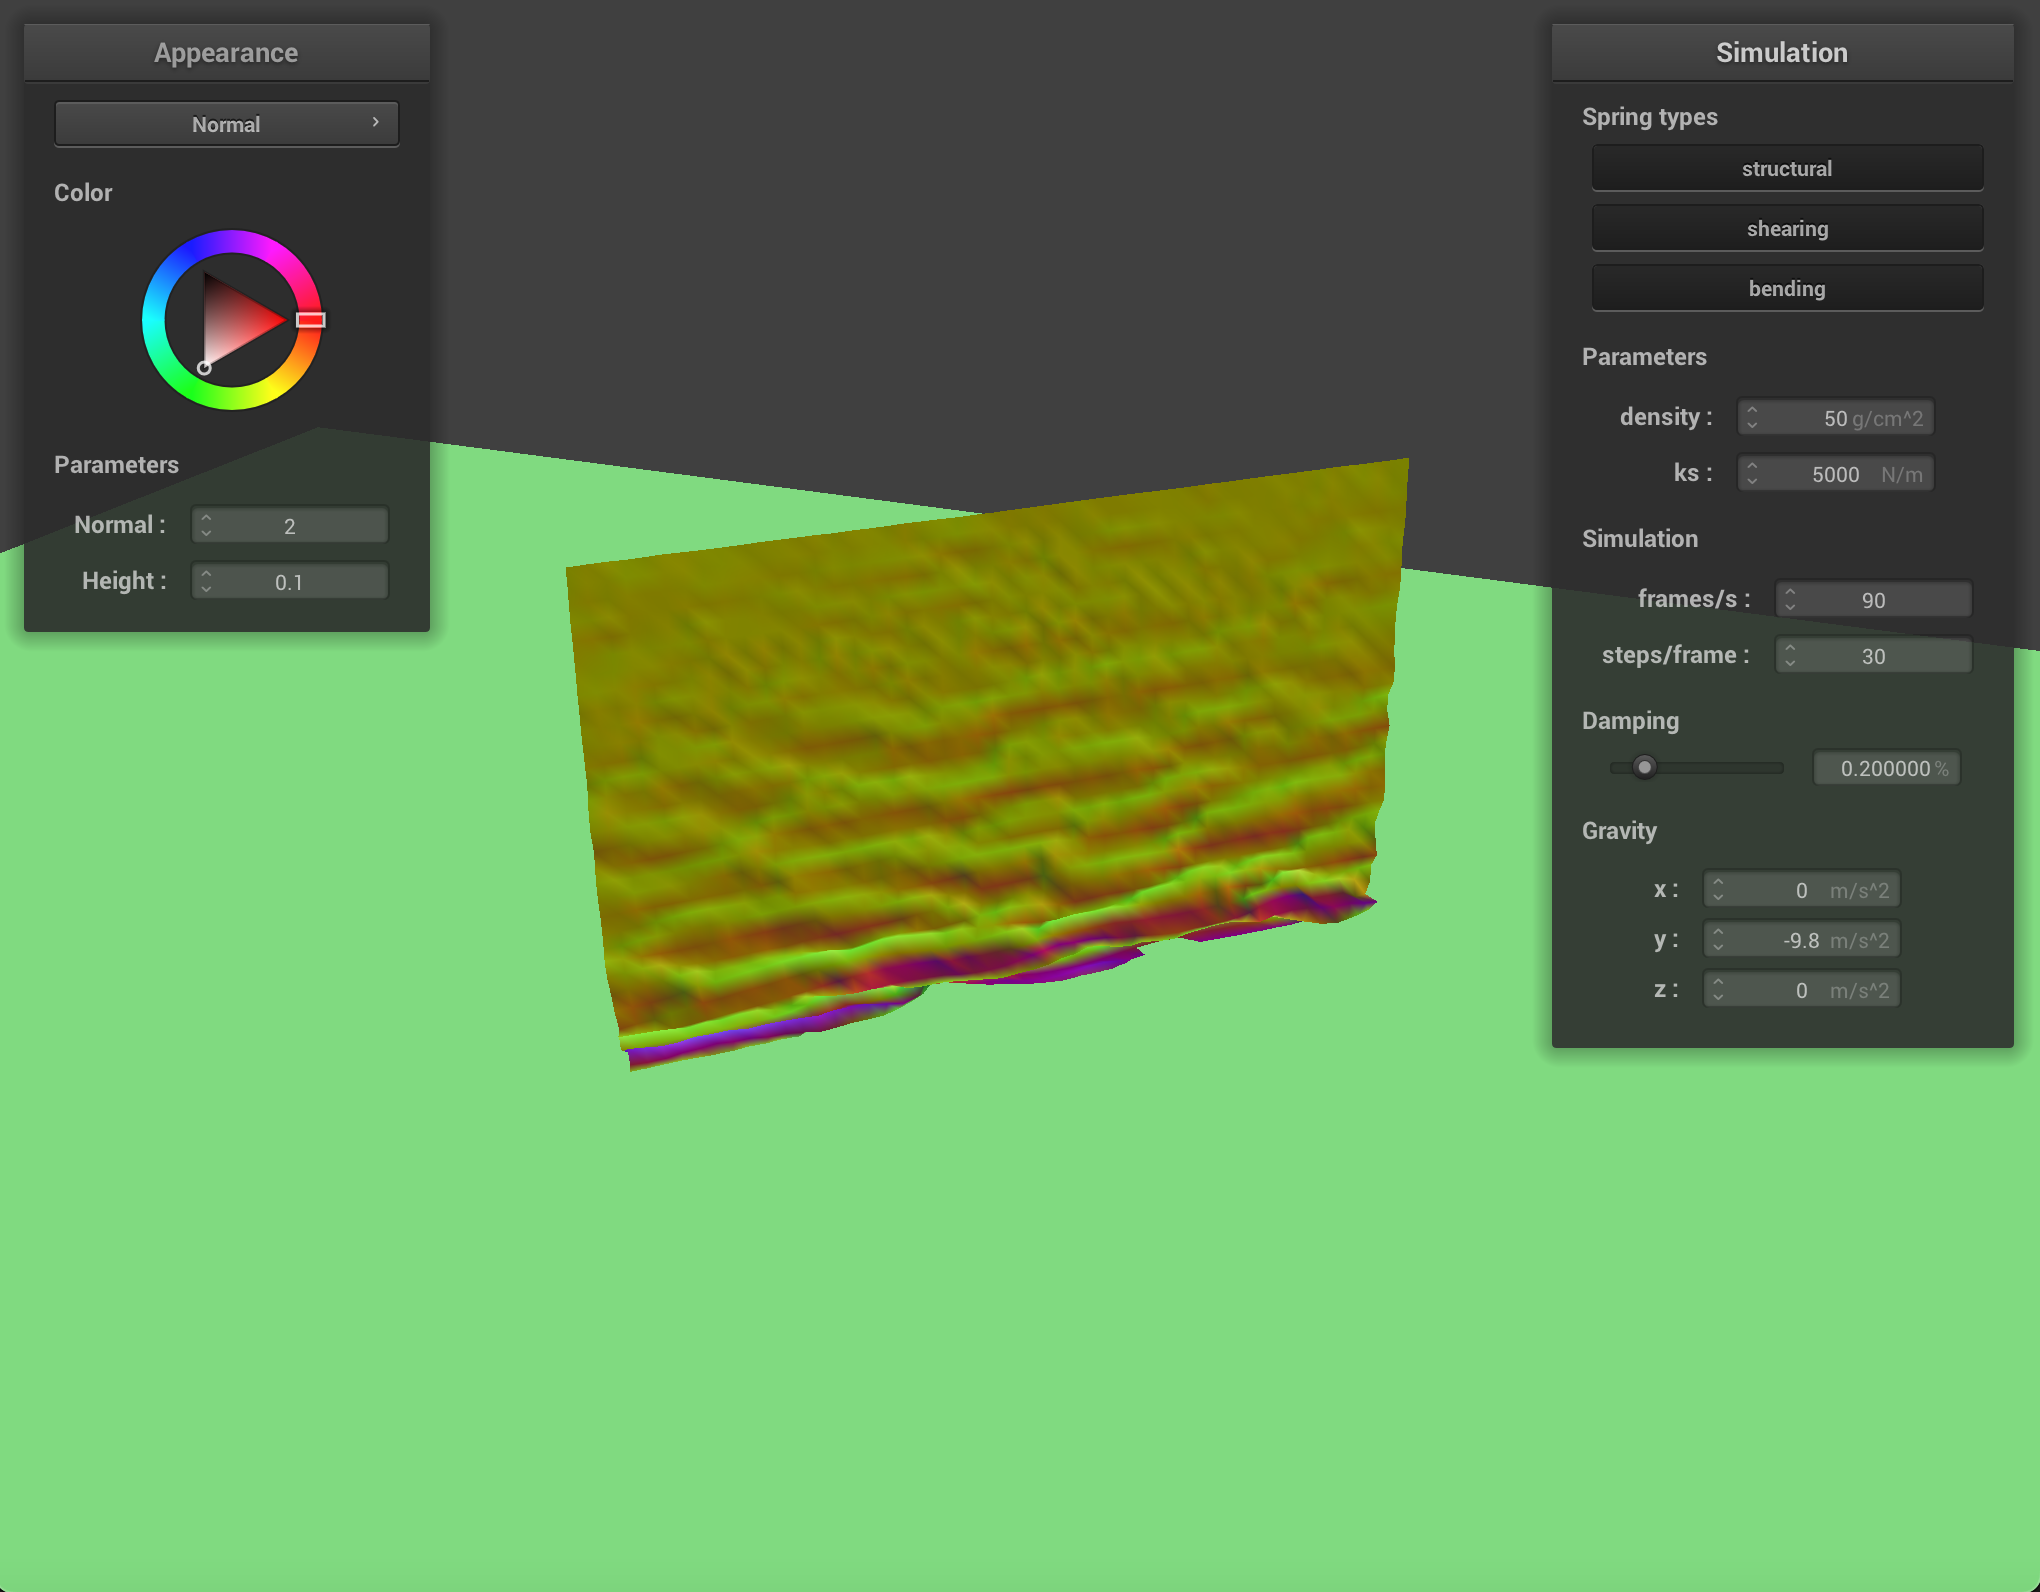 Appearance
Normal
Color
Parameters
Normal : 2
Height : 0.1
Simulation
Spring types
structural
shearing
bending
Parameters
density : 50 g/cm^2
ks : 5000 N/m
Simulation
frames/s : 90
steps/frame : 30
Damping
0.200000 %
Gravity
x : 0 m/s^2
y : -9.8 m/s^2
z : 0 m/s^2